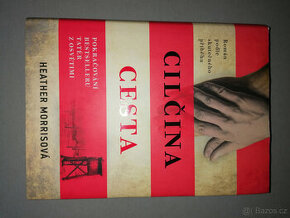 Román
podle
skutečného
příběhu
CILČINA
CESTA
POKRAČOVÁNÍ
BESTSELLERU
TATÉR
Z OSVĚTIMI
HEATHER MORRISOVÁ
Bazos.cz